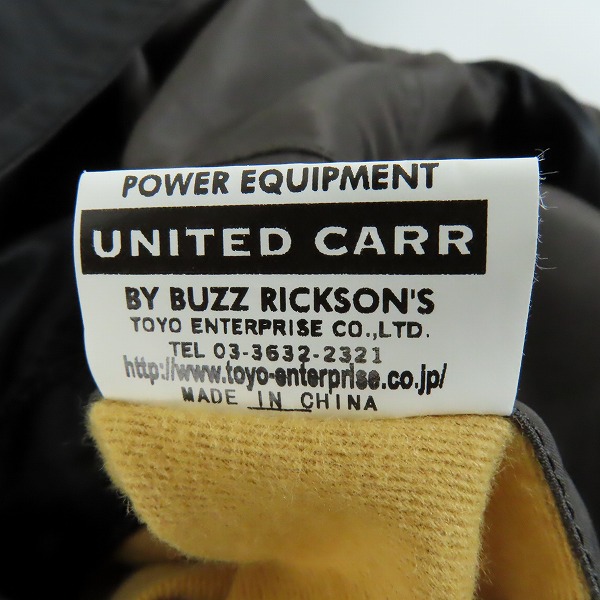 POWER EQUIPMENT
UNITED CARR
BY BUZZ RICKSON'S
TOYO ENTERPRISE CO.,LTD.
TEL 03-3632-2321
http://www.toyo-enterprise.co.jp/
MADE IN CHINA